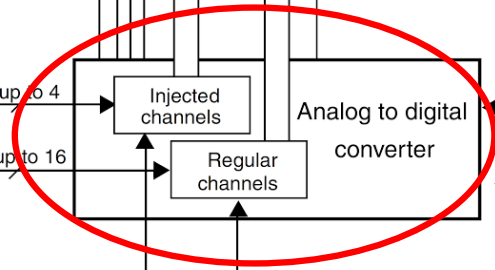 up to 4
Injected
channels
Analog to digital
converter
up to 16
Regular
channels